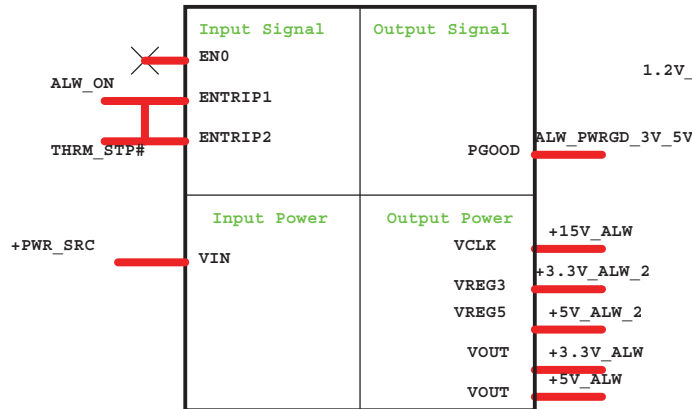 Input Signal
Output Signal
EN0
1.2V_
ALW_ON
ENTRIP1
ENTRIP2
ALW_PWRGD_3V_5V
THRM_STP#
PGOOD
Input Power
Output Power
+PWR_SRC
VIN
VCLK
+15V_ALW
VREG3
+3.3V_ALW_2
VREG5
+5V_ALW_2
VOUT
+3.3V_ALW
VOUT
+5V_ALW